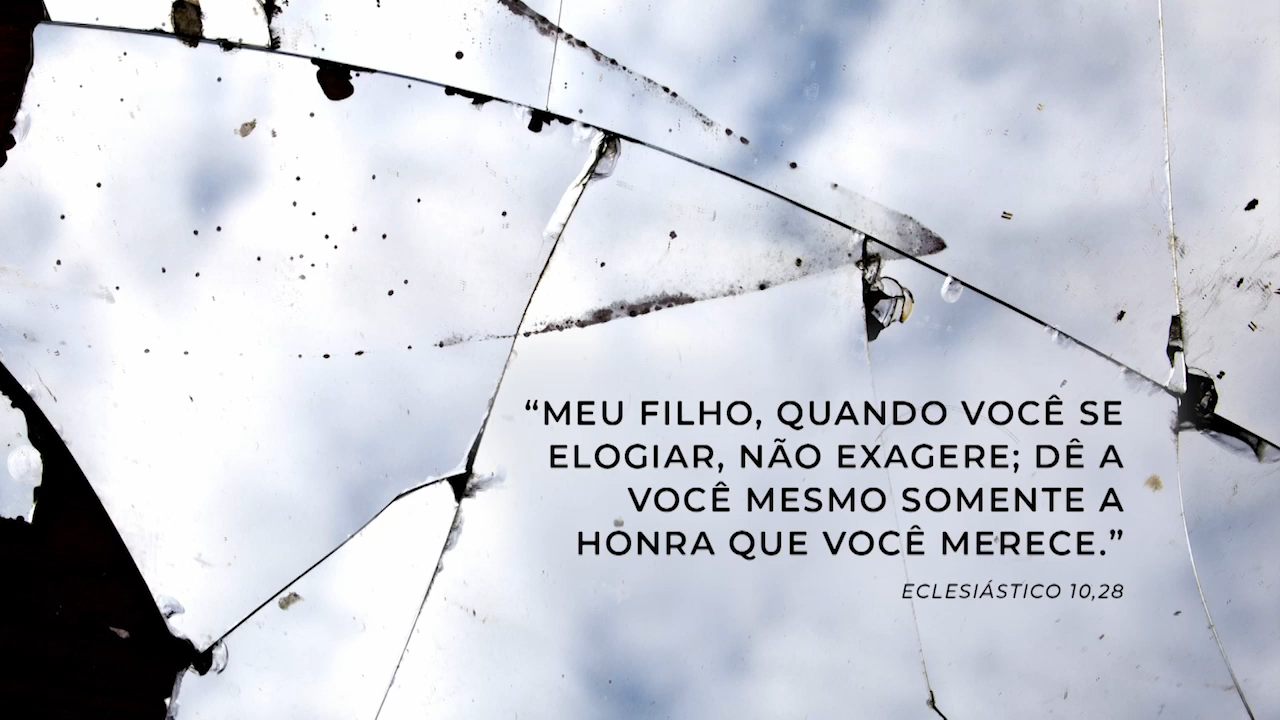 “MEU FILHO, QUANDO VOCÊ SE
ELOGIAR, NÃO EXAGERE; DÊ A
VOCÊ MESMO SOMENTE A
HONRA QUE VOCÊ MERECE.”
ECLESIÁSTICO 10,28